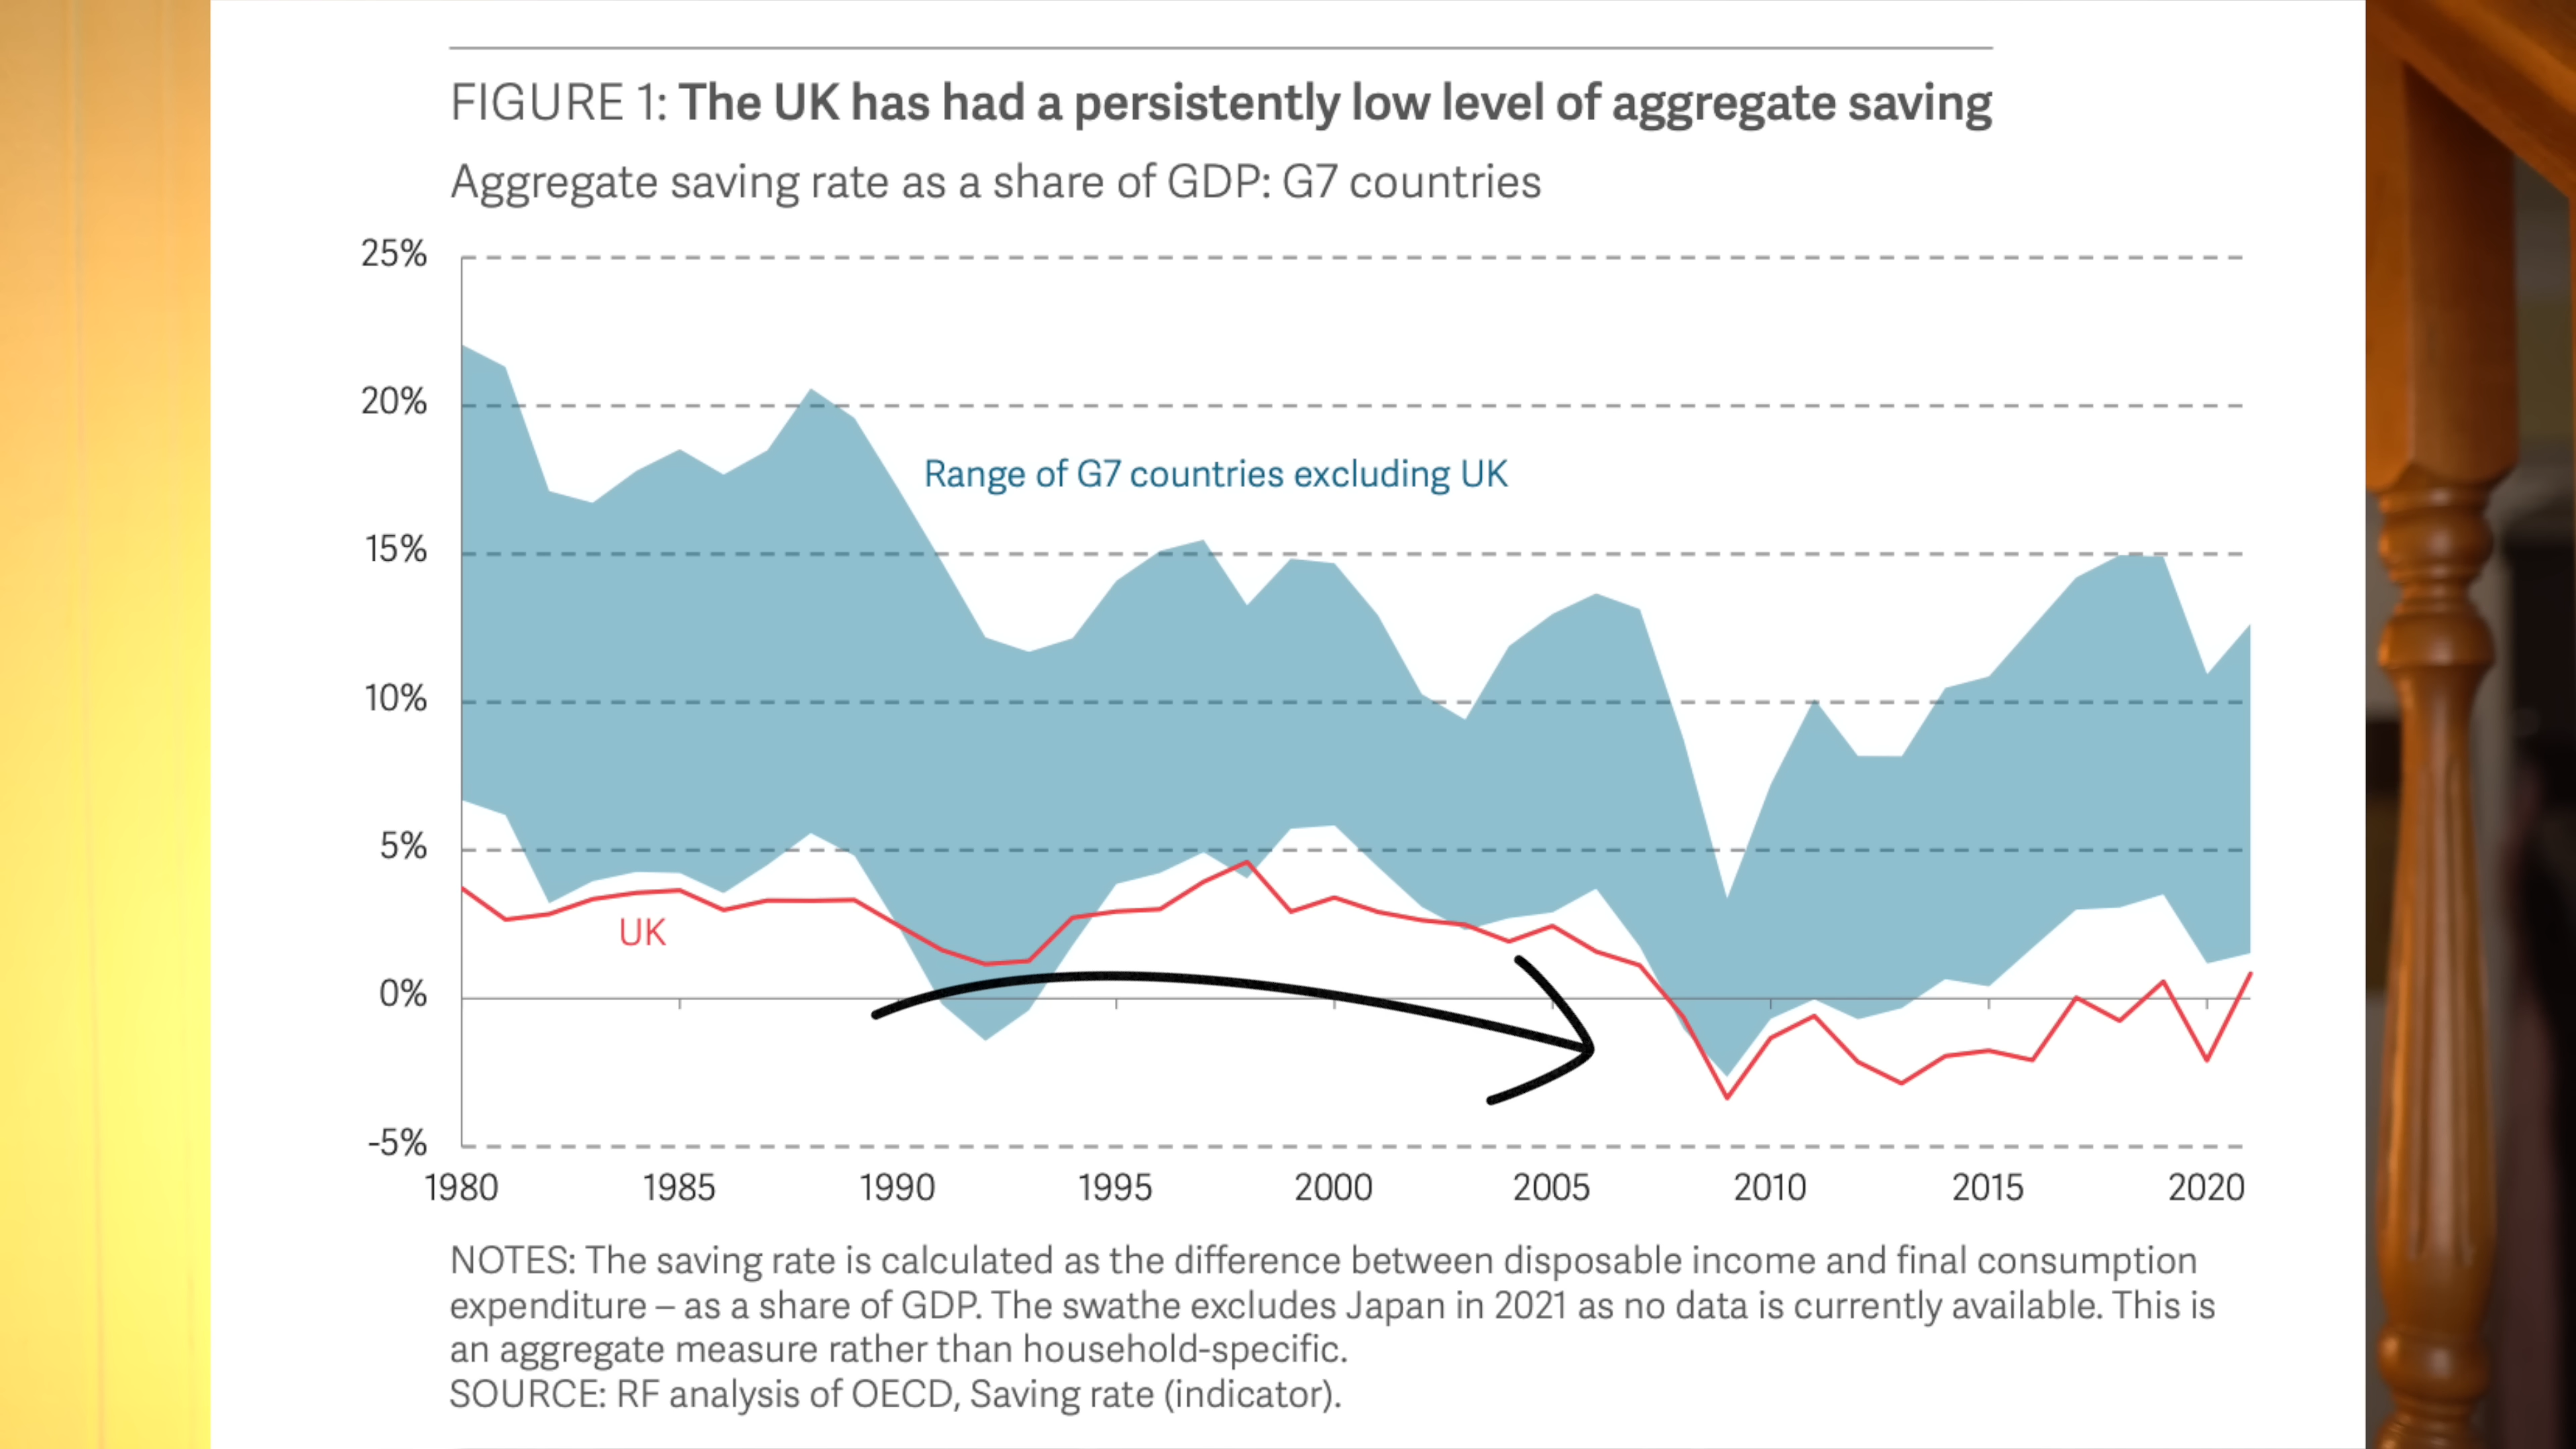 FIGURE 1: The UK has had a persistently low level of aggregate saving
Aggregate saving rate as a share of GDP: G7 countries
25%
20%
Range of G7 countries excluding UK
15%
10%
5%
UK
0%
-5%
1980 1985 1990 1995 2000 2005 2010 2015 2020
NOTES: The saving rate is calculated as the difference between disposable income and final consumption
expenditure – as a share of GDP. The swathe excludes Japan in 2021 as no data is currently available. This is
an aggregate measure rather than household-specific.
SOURCE: RF analysis of OECD, Saving rate (indicator).